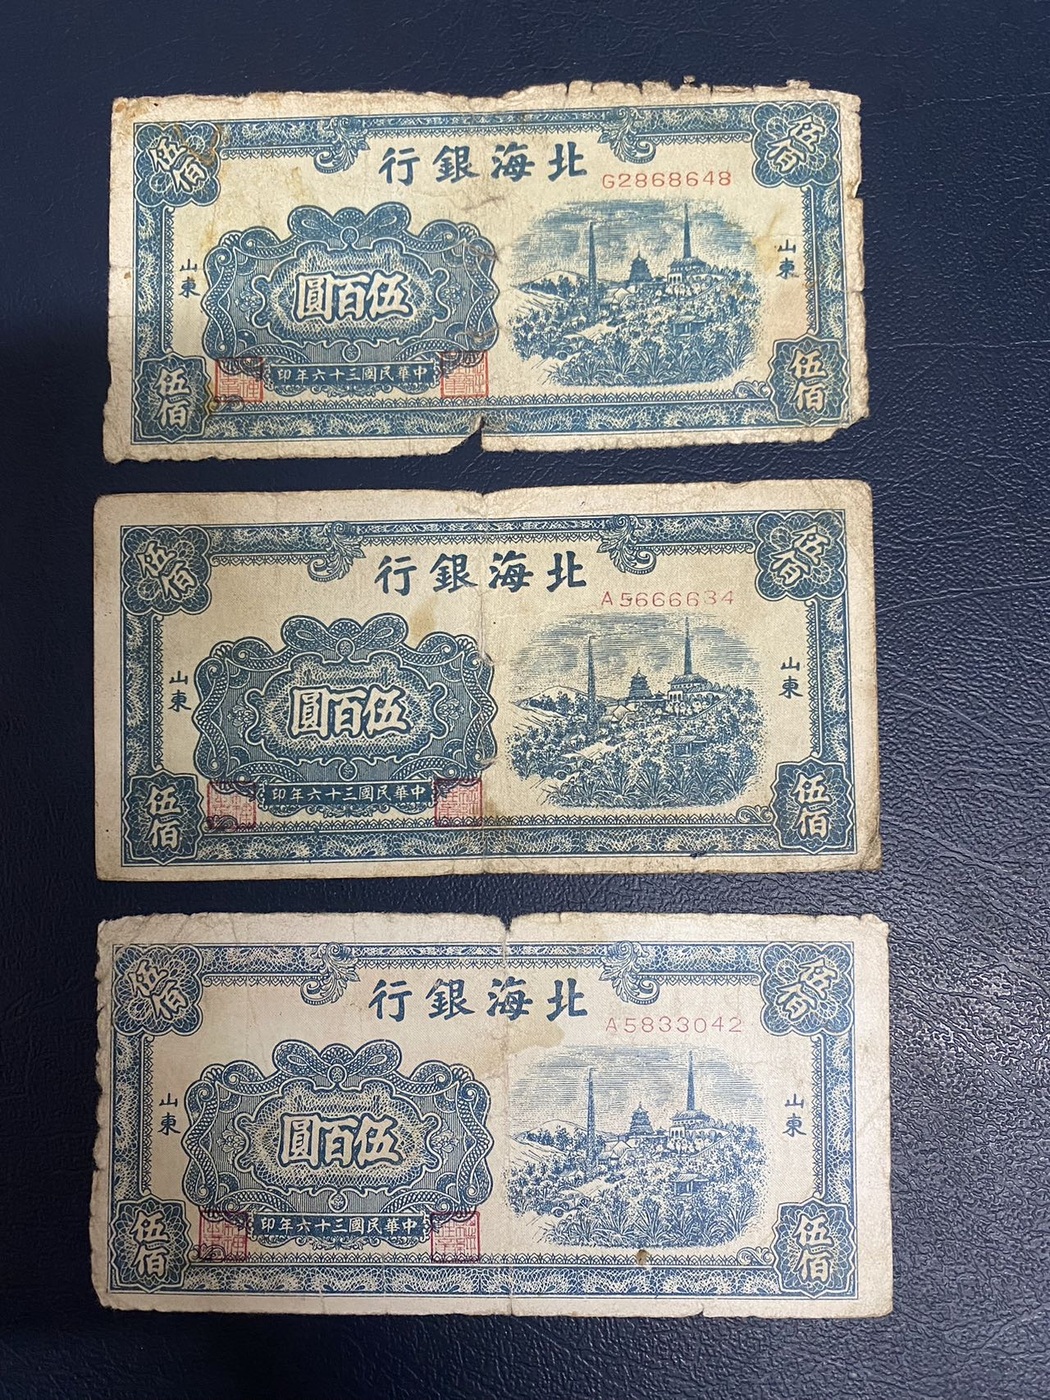 伍佰
伍佰
北海銀行
G2868648
山東
山東
伍百圓
中華民國三十六年印
伍佰
伍佰
伍佰
伍佰
北海銀行
A5666634
山東
山東
伍百圓
中華民國三十六年印
伍佰
伍佰
伍佰
伍佰
北海銀行
A5833042
山東
山東
伍百圓
中華民國三十六年印
伍佰
伍佰